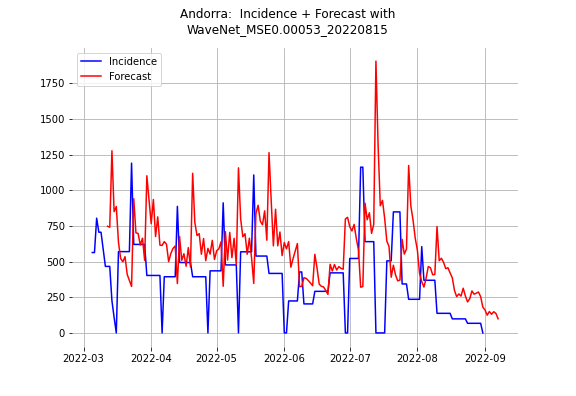 Andorra:  Incidence + Forecast with
WaveNet_MSE0.00053_20220815
Incidence
Forecast
1750
1500
1250
1000
750
500
250
0
2022-03 2022-04 2022-05 2022-06 2022-07 2022-08 2022-09